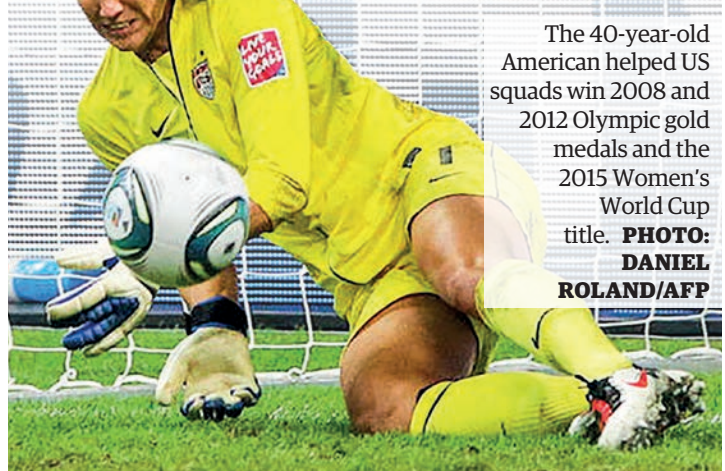 The 40-year-old
American helped US
squads win 2008 and
2012 Olympic gold
medals and the
2015 Women's
World Cup
title. PHOTO:
DANIEL
ROLAND/AFP
LIVE
YOUR
GOALS